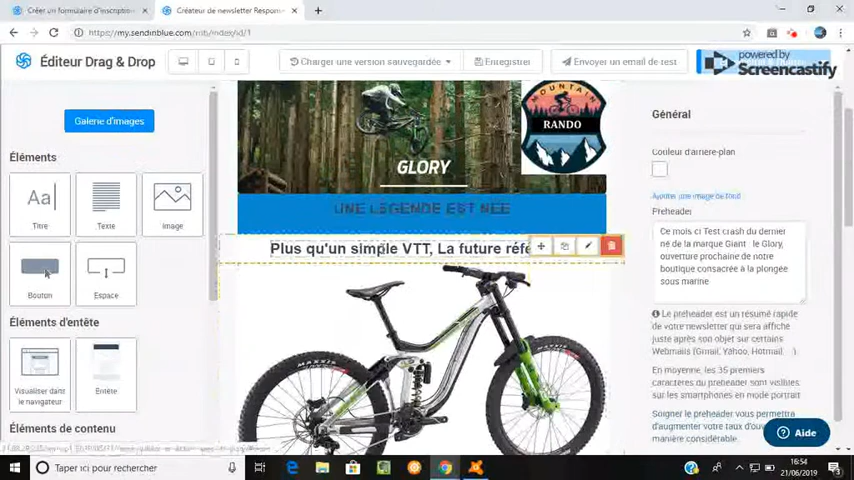 Créer un formulaire d'inscription
Créateur de newsletter Respons
https://my.sendinblue.com/mb/index/id/1
Éditeur Drag & Drop
Charger une version sauvegardée
Enregistrer
Envoyer un email de test
powered by
Screencastify
Galerie d'images
Éléments
Titre
Texte
Image
Bouton
Espace
Éléments d'entête
Visualiser dans
le navigateur
Entête
Éléments de contenu
MOUNTAIN
RANDO
GLORY
UNE LEGENDE EST NEE
Plus qu'un simple VTT, La future réfé
Général
Couleur d'arrière-plan
Ajouter une image de fond
Preheader
Ce mois ci Test crash du dernier
né de la marque Giant : le Glory,
ouverture prochaine de notre
boutique consacrée à la plongée
sous marine
Le préheader est un résumé rapide
de votre newsletter qui sera affiché
juste après son objet sur certains
Webmails (Gmail, Yahoo, Hotmail...).
En moyenne, les 35 premiers
caractères du preheader sont visibles
sur les smartphones en mode portrait
Soigner le preheader vous permettra
d'augmenter votre taux d'ouverture de
manière considérable.
Aide
Taper ici pour rechercher
16:54
21/06/2019